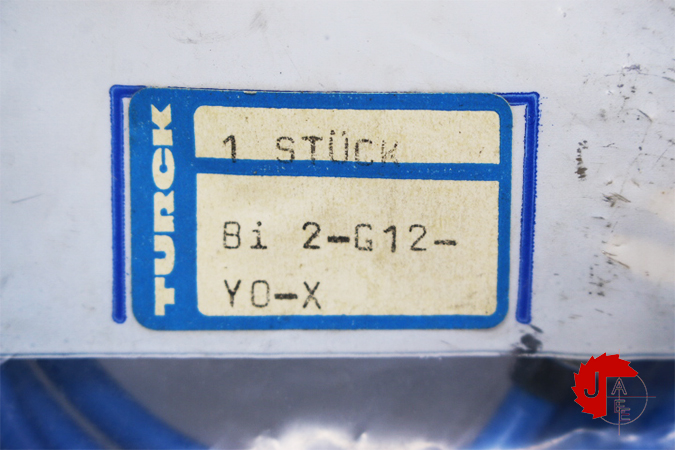 TURCK
1 STÜCK
Bi 2-G12-
YO-X
J